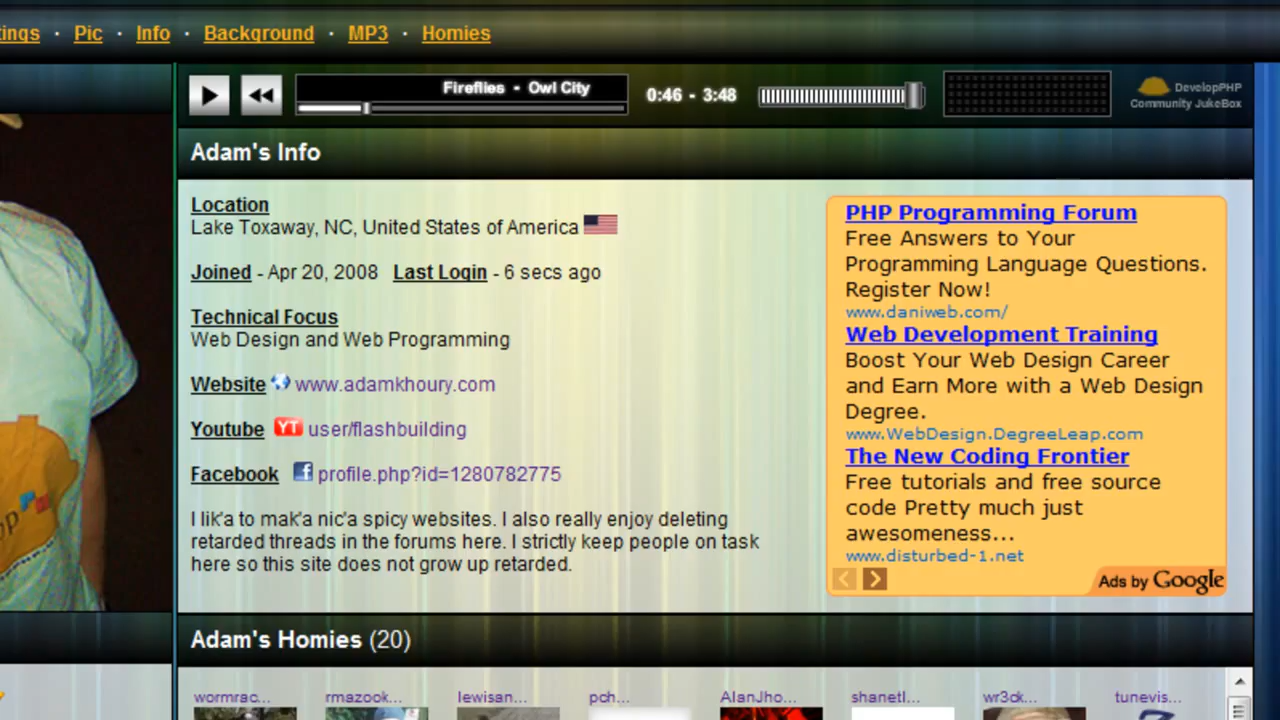 ings · Pic · Info · Background · MP3 · Homies
Fireflies - Owl City
0:46 - 3:48
DevelopPHP
Community JukeBox
Adam's Info
Location
Lake Toxaway, NC, United States of America
Joined - Apr 20, 2008 Last Login - 6 secs ago
Technical Focus
Web Design and Web Programming
Website www.adamkhoury.com
Youtube YT user/flashbuilding
Facebook f profile.php?id=1280782775
I lik'a to mak'a nic'a spicy websites. I also really enjoy deleting
retarded threads in the forums here. I strictly keep people on task
here so this site does not grow up retarded.
PHP Programming Forum
Free Answers to Your
Programming Language Questions.
Register Now!
www.daniweb.com/
Web Development Training
Boost Your Web Design Career
and Earn More with a Web Design
Degree.
www.WebDesign.DegreeLeap.com
The New Coding Frontier
Free tutorials and free source
code Pretty much just
awesomeness...
www.disturbed-1.net
Ads by Google
Adam's Homies (20)
wormrac... rmazook... lewisan... pch... AlanJho... shanetl... wr3ck... tunevis...